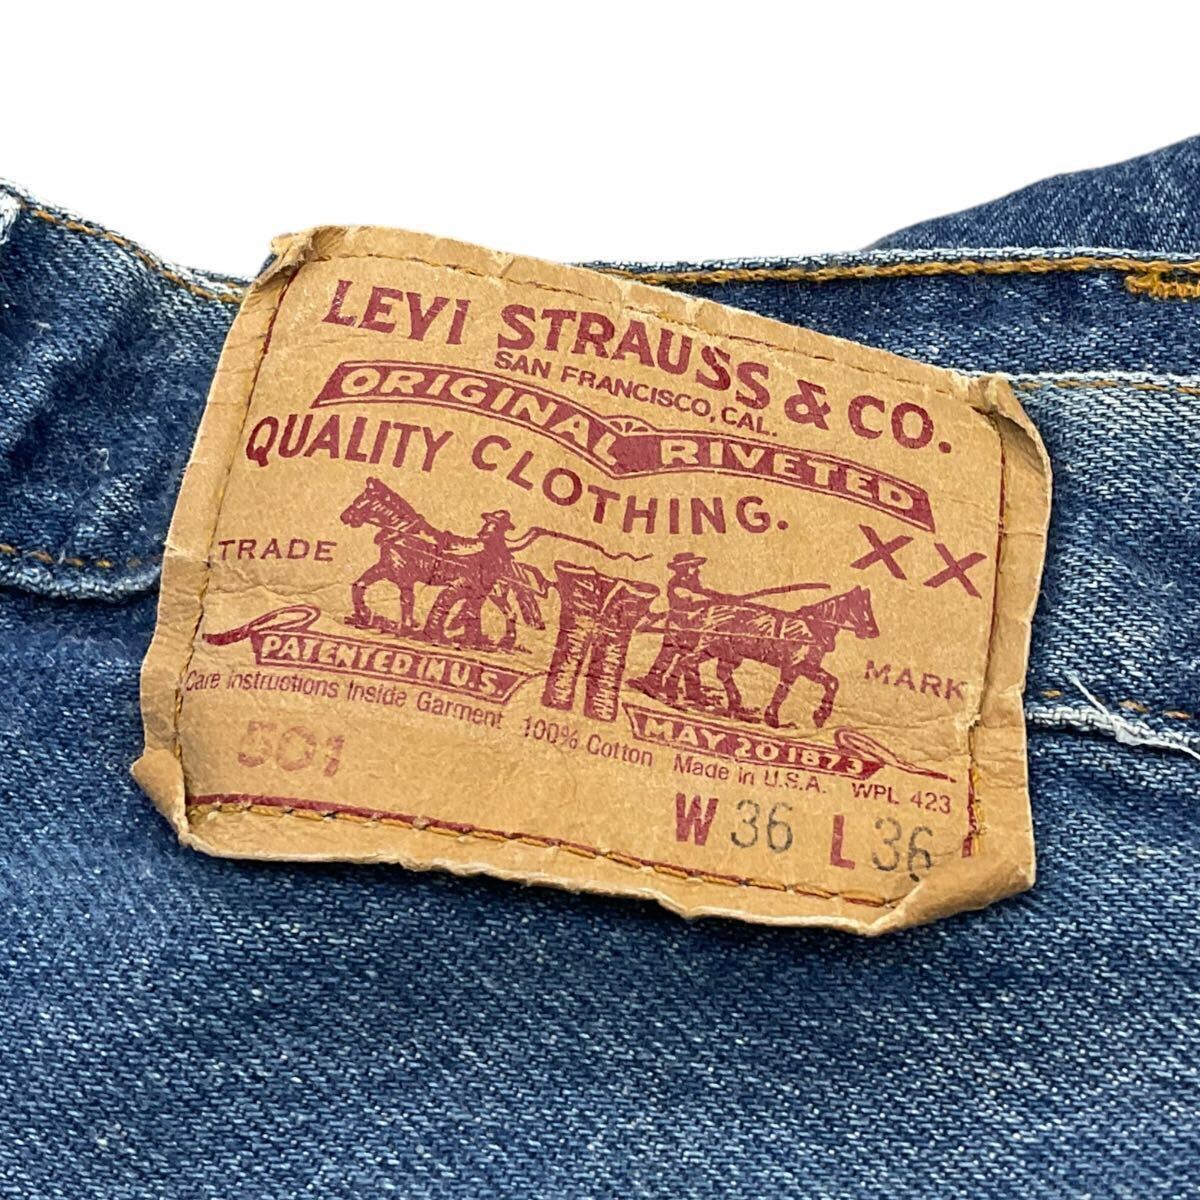 LEVI STRAUSS & CO.
SAN FRANCISCO, CAL.
ORIGINAL RIVETED
QUALITY CLOTHING.
XX
TRADE MARK
PATENTED IN U.S. MAY 20 1873
Care Instructions Inside Garment 100% Cotton Made in U.S.A. WPL 423
501
W 36 L 36